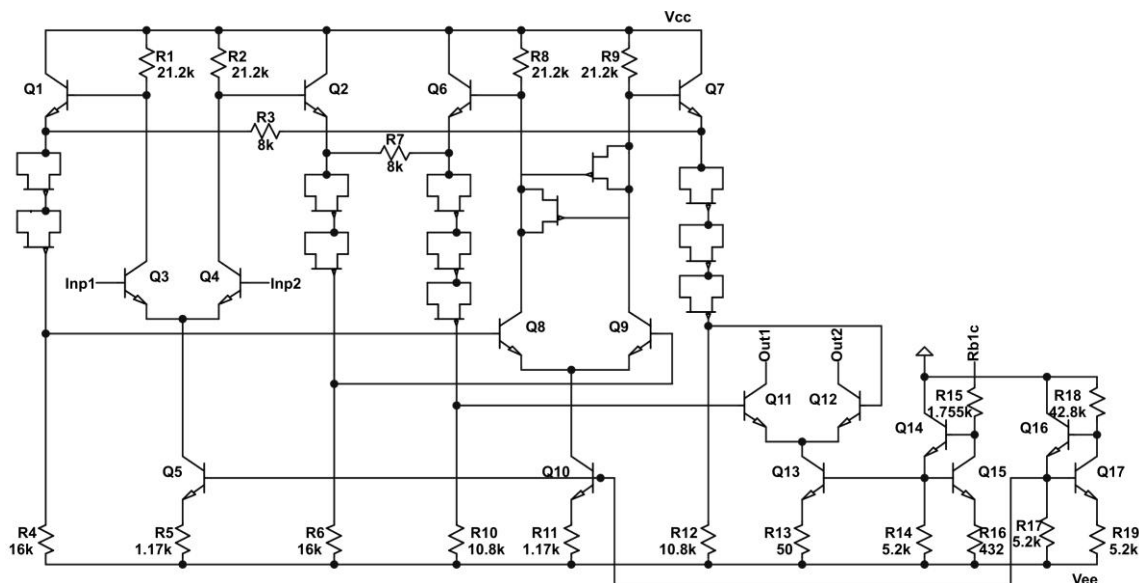 Vcc
R1
21.2k
R2
21.2k
R8
21.2k
R9
21.2k
Q1
Q2
Q6
Q7
R3
8k
R7
8k
Inp1
Q3
Q4
Inp2
Q8
Q9
Out1
Out2
Rb1c
Q11
Q12
R15
1.755k
R18
42.8k
Q14
Q16
Q5
Q10
Q13
Q15
Q17
R4
16k
R5
1.17k
R6
16k
R10
10.8k
R11
1.17k
R12
10.8k
R13
50
R14
5.2k
R16
432
R17
5.2k
R19
5.2k
Vee